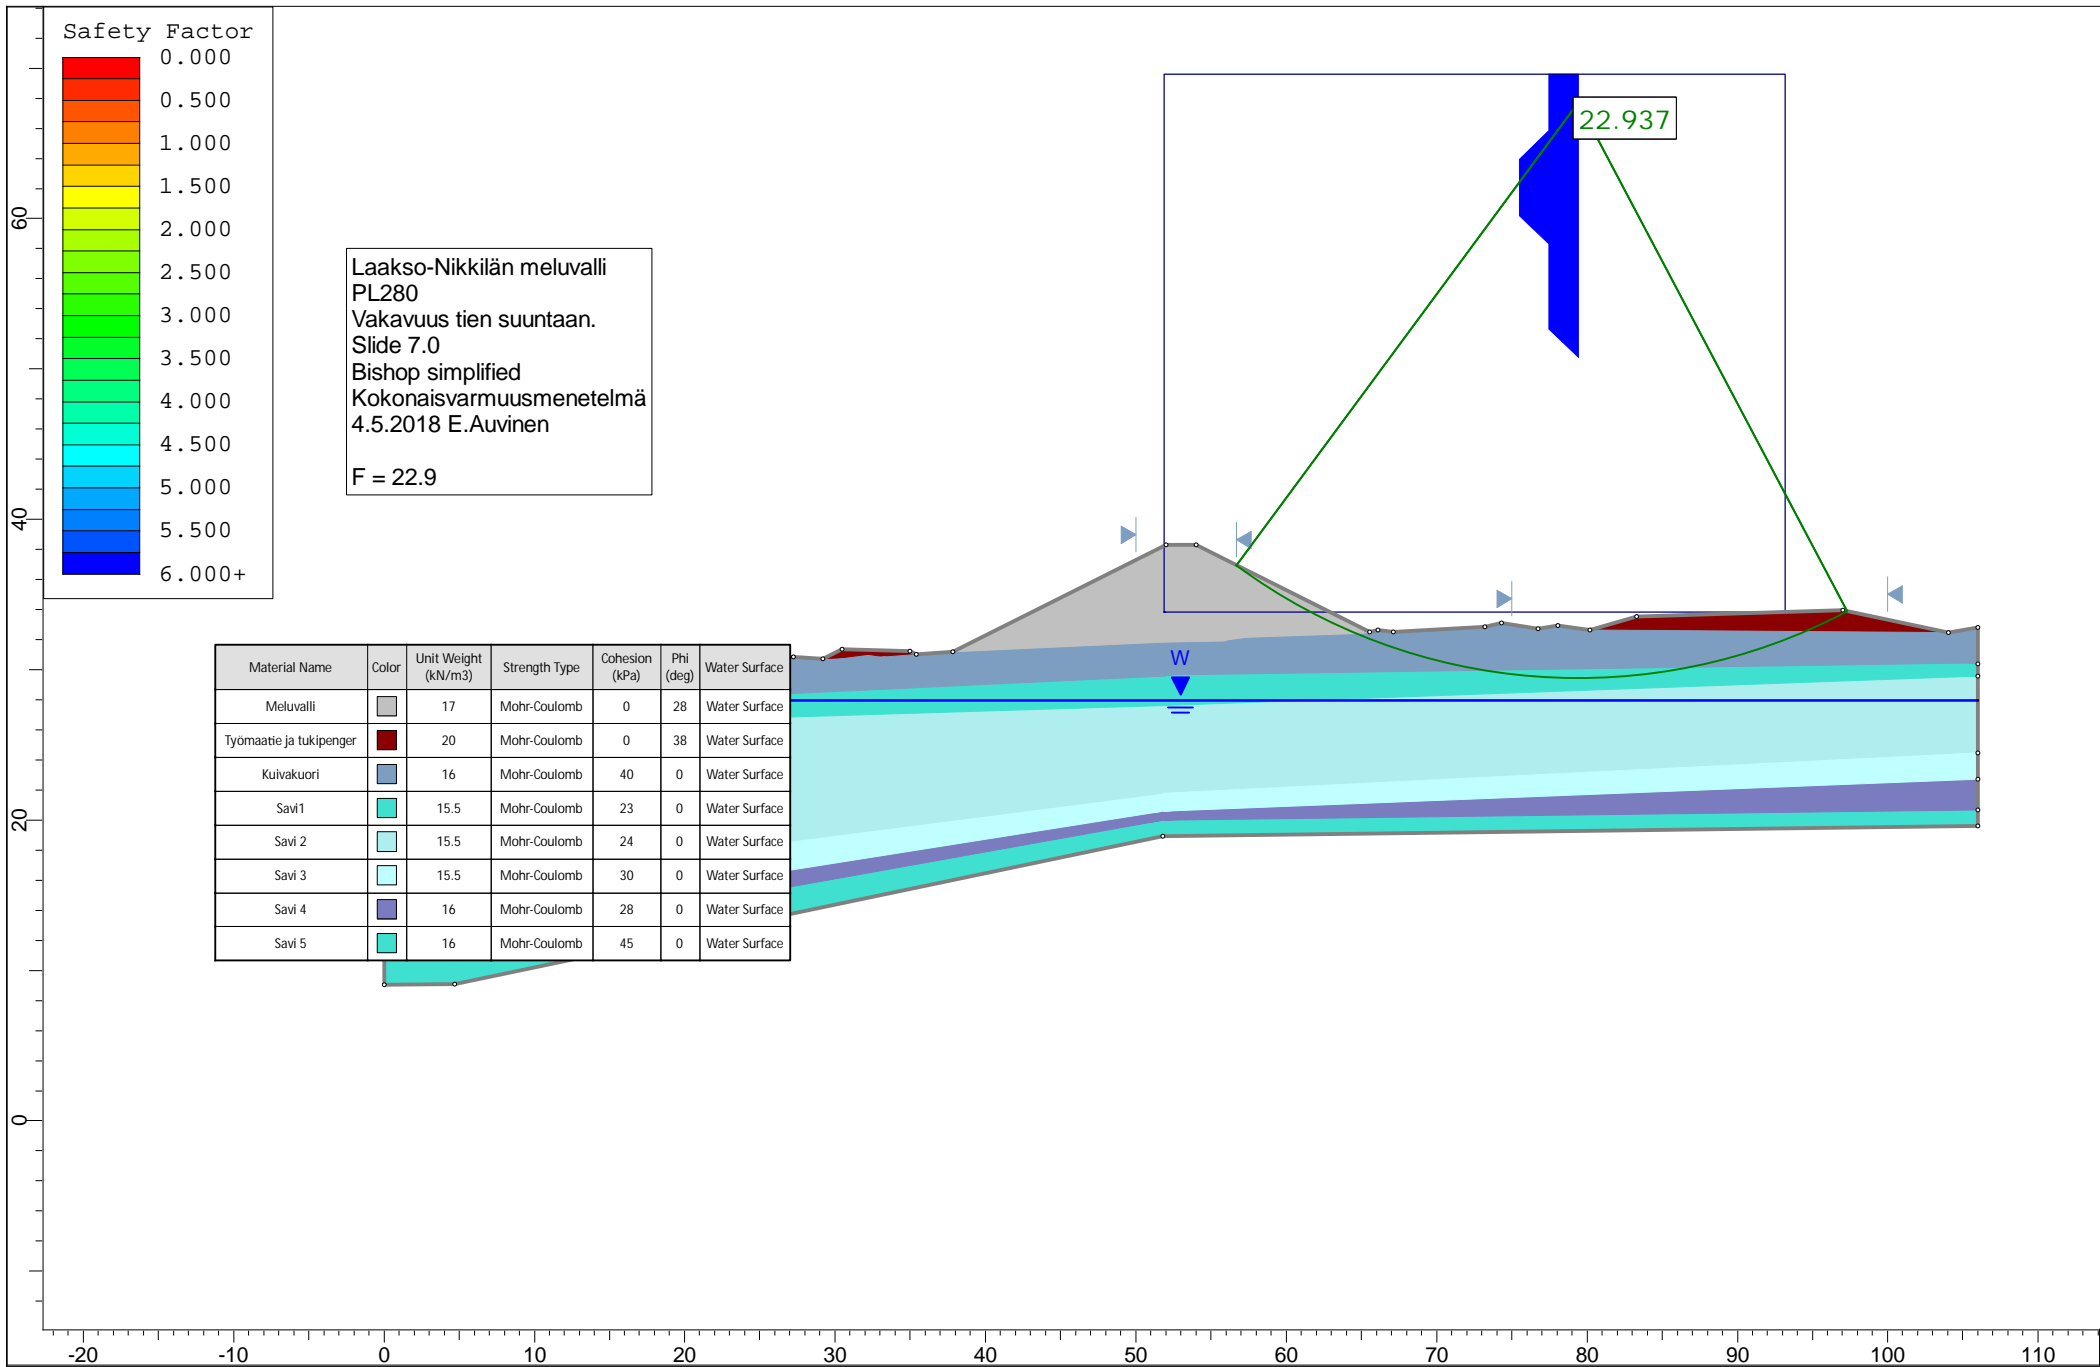 Safety Factor
0.000
0.500
1.000
1.500
2.000
2.500
3.000
3.500
4.000
4.500
5.000
5.500
6.000+
Laakso-Nikkilän meluvalli
PL280
Vakavuus tien suuntaan.
Slide 7.0
Bishop simplified
Kokonaisvarmuusmenetelmä
4.5.2018 E.Auvinen
F = 22.9
22.937
W
Material Name Color Unit Weight (kN/m3) Strength Type Cohesion (kPa) Phi (deg) Water Surface
Meluvalli 17 Mohr-Coulomb 0 28 Water Surface
Työmaatie ja tukipenger 20 Mohr-Coulomb 0 38 Water Surface
Kuivakuori 16 Mohr-Coulomb 40 0 Water Surface
Savi1 15.5 Mohr-Coulomb 23 0 Water Surface
Savi 2 15.5 Mohr-Coulomb 24 0 Water Surface
Savi 3 15.5 Mohr-Coulomb 30 0 Water Surface
Savi 4 16 Mohr-Coulomb 28 0 Water Surface
Savi 5 16 Mohr-Coulomb 45 0 Water Surface
60
40
20
0
-20 -10 0 10 20 30 40 50 60 70 80 90 100 110